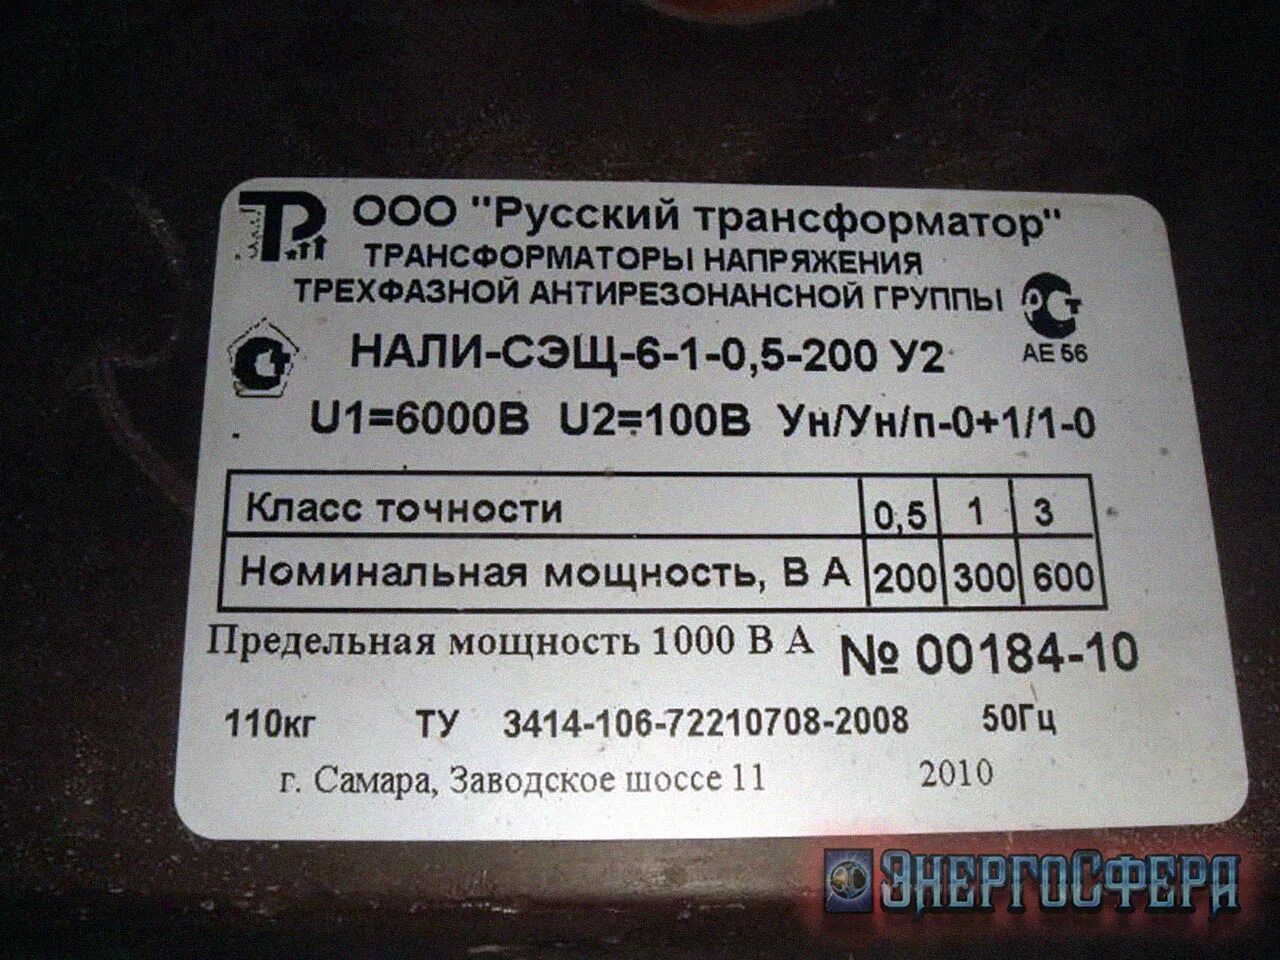 ООО "Русский трансформатор"
ТРАНСФОРМАТОРЫ НАПРЯЖЕНИЯ
ТРЕХФАЗНОЙ АНТИРЕЗОНАНСНОЙ ГРУППЫ
НАЛИ-СЭЩ-6-1-0,5-200 У2
АЕ 56
U1=6000В U2=100В Ун/Ун/п-0+1/1-0
Класс точности 0,5 1 3
Номинальная мощность, В А 200 300 600
Предельная мощность 1000 В А
№ 00184-10
110кг ТУ 3414-106-72210708-2008 50Гц
г. Самара, Заводское шоссе 11 2010
ЭНЕРГОСФЕРА